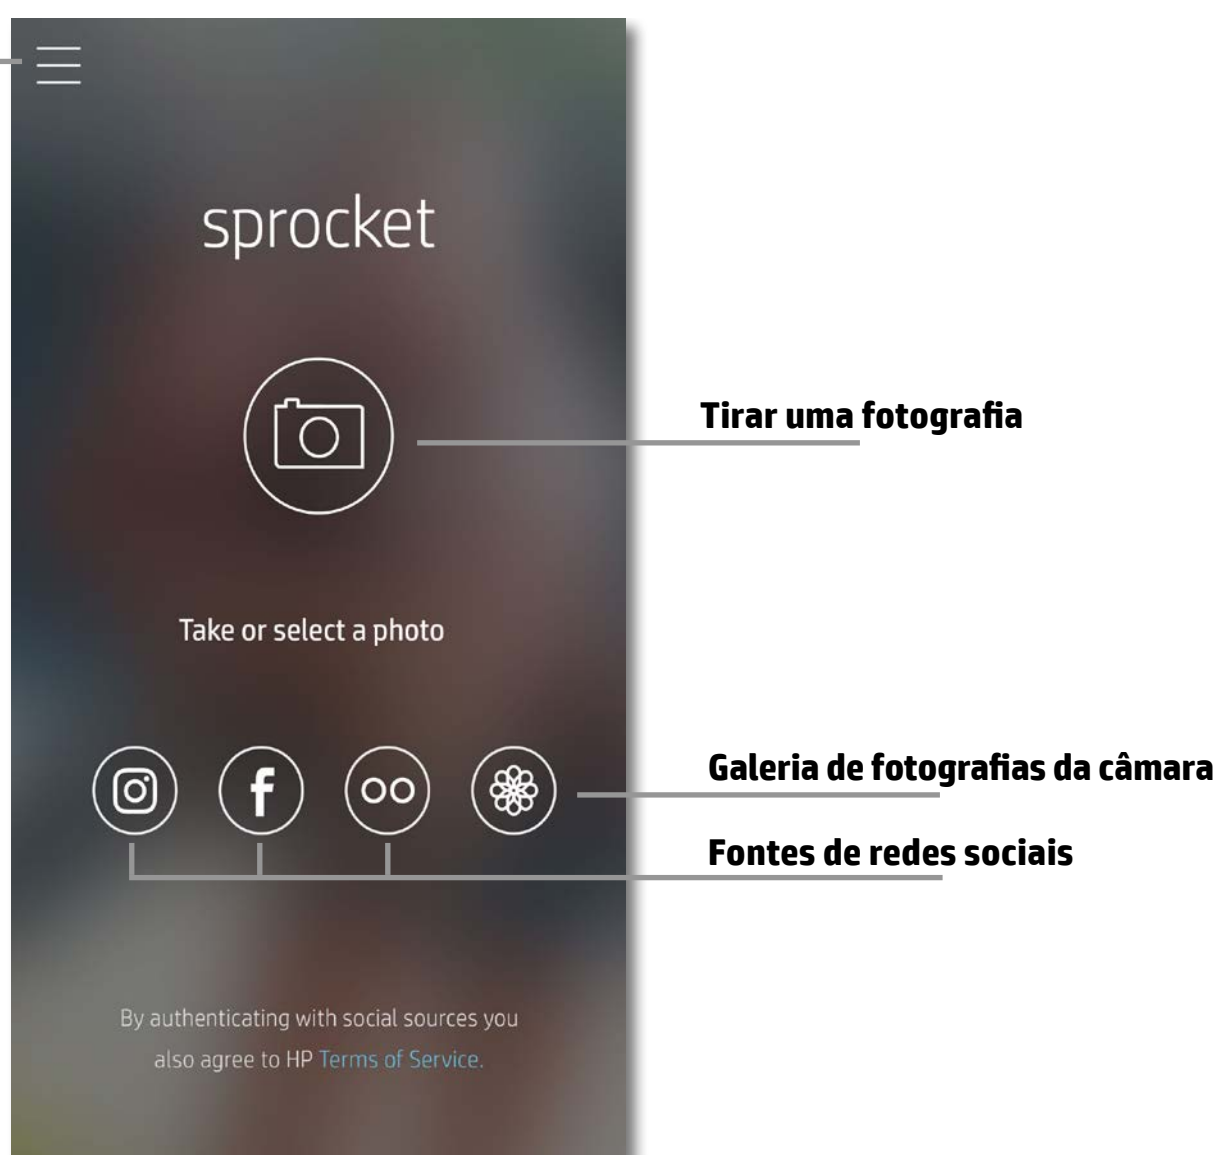 sprocket
Tirar uma fotografia
Take or select a photo
Galeria de fotografias da câmara
Fontes de redes sociais
By authenticating with social sources you
also agree to HP Terms of Service.